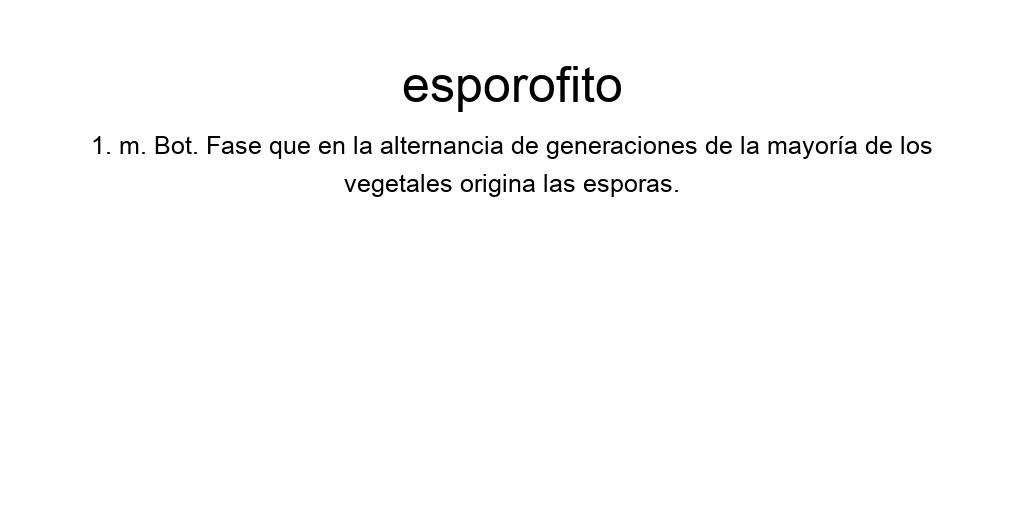 esporofito
1. m. Bot. Fase que en la alternancia de generaciones de la mayoría de los
vegetales origina las esporas.